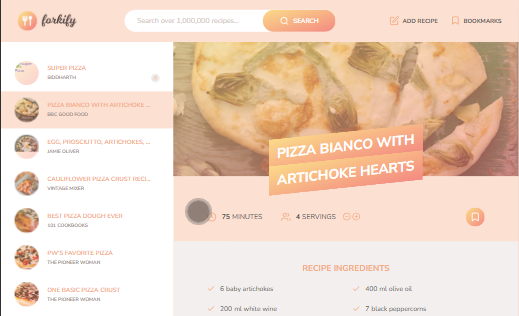 forkify
Search over 1,000,000 recipes...
SEARCH
ADD RECIPE
BOOKMARKS
SUPER PIZZA
SIDDHARTH
PIZZA BIANCO WITH ARTICHOKE ...
BBC GOOD FOOD
EGG, PROSCIUTTO, ARTICHOKES, ...
JAMIE OLIVER
CAULIFLOWER PIZZA CRUST RECI...
VINTAGE MIXER
BEST PIZZA DOUGH EVER
101 COOKBOOKS
PW'S FAVORITE PIZZA
THE PIONEER WOMAN
ONE BASIC PIZZA CRUST
THE PIONEER WOMAN
PIZZA BIANCO WITH
ARTICHOKE HEARTS
75 MINUTES
4 SERVINGS
RECIPE INGREDIENTS
6 baby artichokes
400 ml olive oil
200 ml white wine
7 black peppercorns